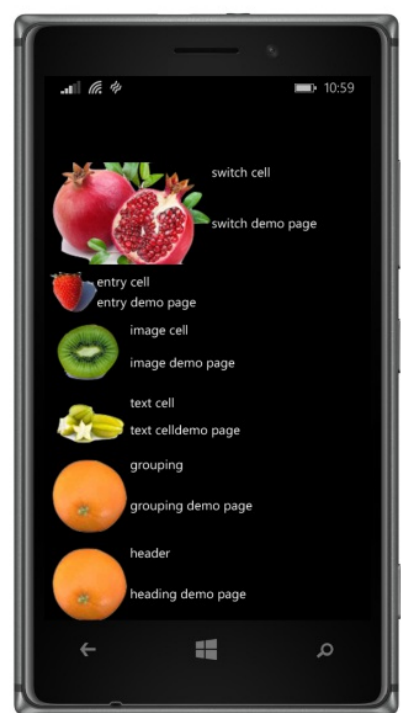 10:59
switch cell
switch demo page
entry cell
entry demo page
image cell
image demo page
text cell
text celldemo page
grouping
grouping demo page
header
heading demo page